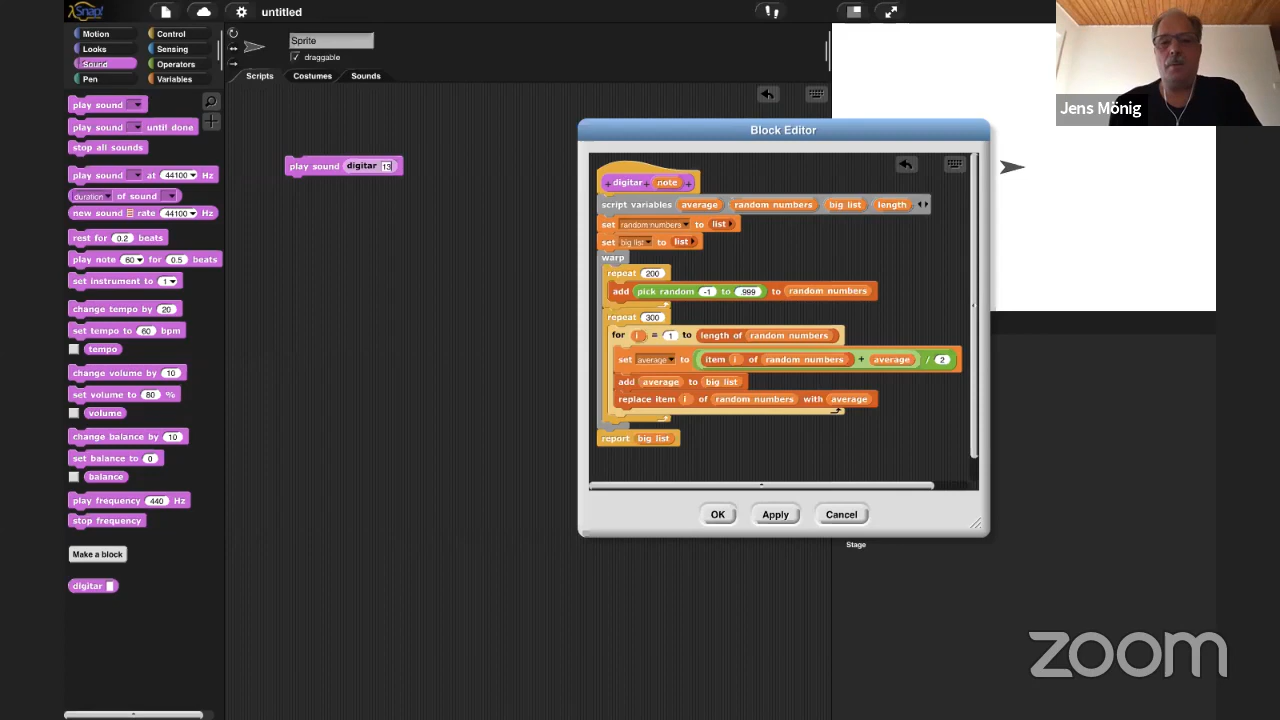 Snap!
untitled
Motion
Control
Looks
Sensing
Sound
Operators
Pen
Variables
Sprite
draggable
Scripts
Costumes
Sounds
play sound
play sound until done
stop all sounds
play sound at 44100 Hz
duration of sound
new sound rate 44100 Hz
rest for 0.2 beats
play note 60 for 0.5 beats
set instrument to 1
change tempo by 20
set tempo to 60 bpm
tempo
change volume by 10
set volume to 80 %
volume
change balance by 10
set balance to 0
balance
play frequency 440 Hz
stop frequency
Make a block
digitar
play sound digitar 13
Block Editor
+ digitar + note +
script variables average random numbers big list length
set random numbers to list
set big list to list
warp
repeat 200
add pick random -1 to .999 to random numbers
repeat 300
for i = 1 to length of random numbers
set average to item i of random numbers + average / 2
add average to big list
replace item i of random numbers with average
report big list
OK
Apply
Cancel
Stage
Jens Mönig
zoom